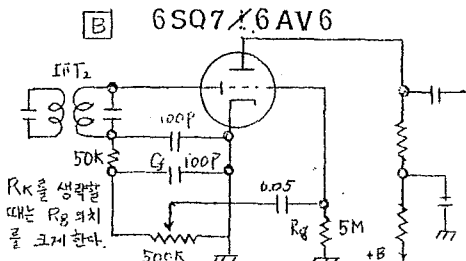 B 6SQ7 6AV6
IFT₂
100P
50K
Cf 100P
RK를 생략할
때는 Rg의 치
를 크게 한다.
0.05
Rg 5M
500K
+B